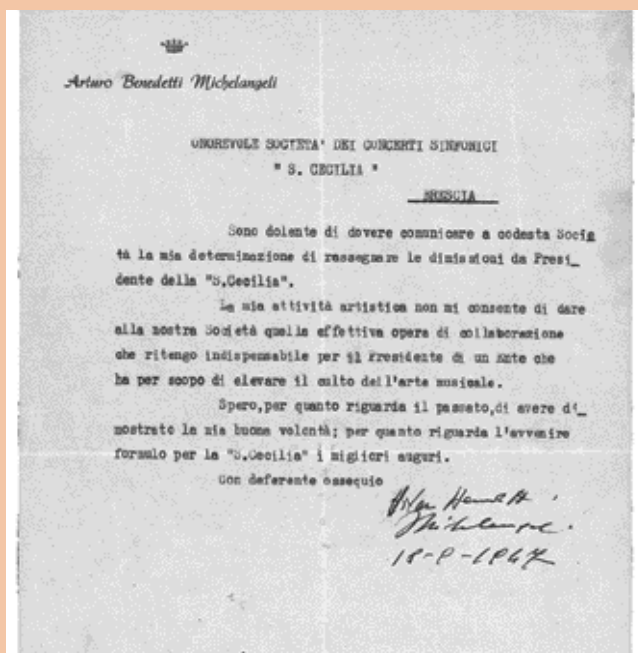 Arturo Benedetti Michelangeli
ONOREVOLE SOCIETA' DEI CONCERTI SINFONICI
" S. CECILIA "
BRESCIA
Sono dolente di dovere comunicare a codesta Socie
tà la mia determinazione di rassegnare le dimissioni da Presi_
dente della "S.Cecilia".
La mia attività artistica non mi consente di dare
alla nostra Società quella effettiva opera di collaborazione
che ritengo indispensabile per il Presidente di un Ente che
ha per scopo di elevare il culto dell'arte musicale.
Spero,per quanto riguarda il passato,di avere di_
mostrato la mia buona volontà; per quanto riguarda l'avvenire
formulo per la "S.Cecilia" i migliori auguri.
Con deferente ossequio